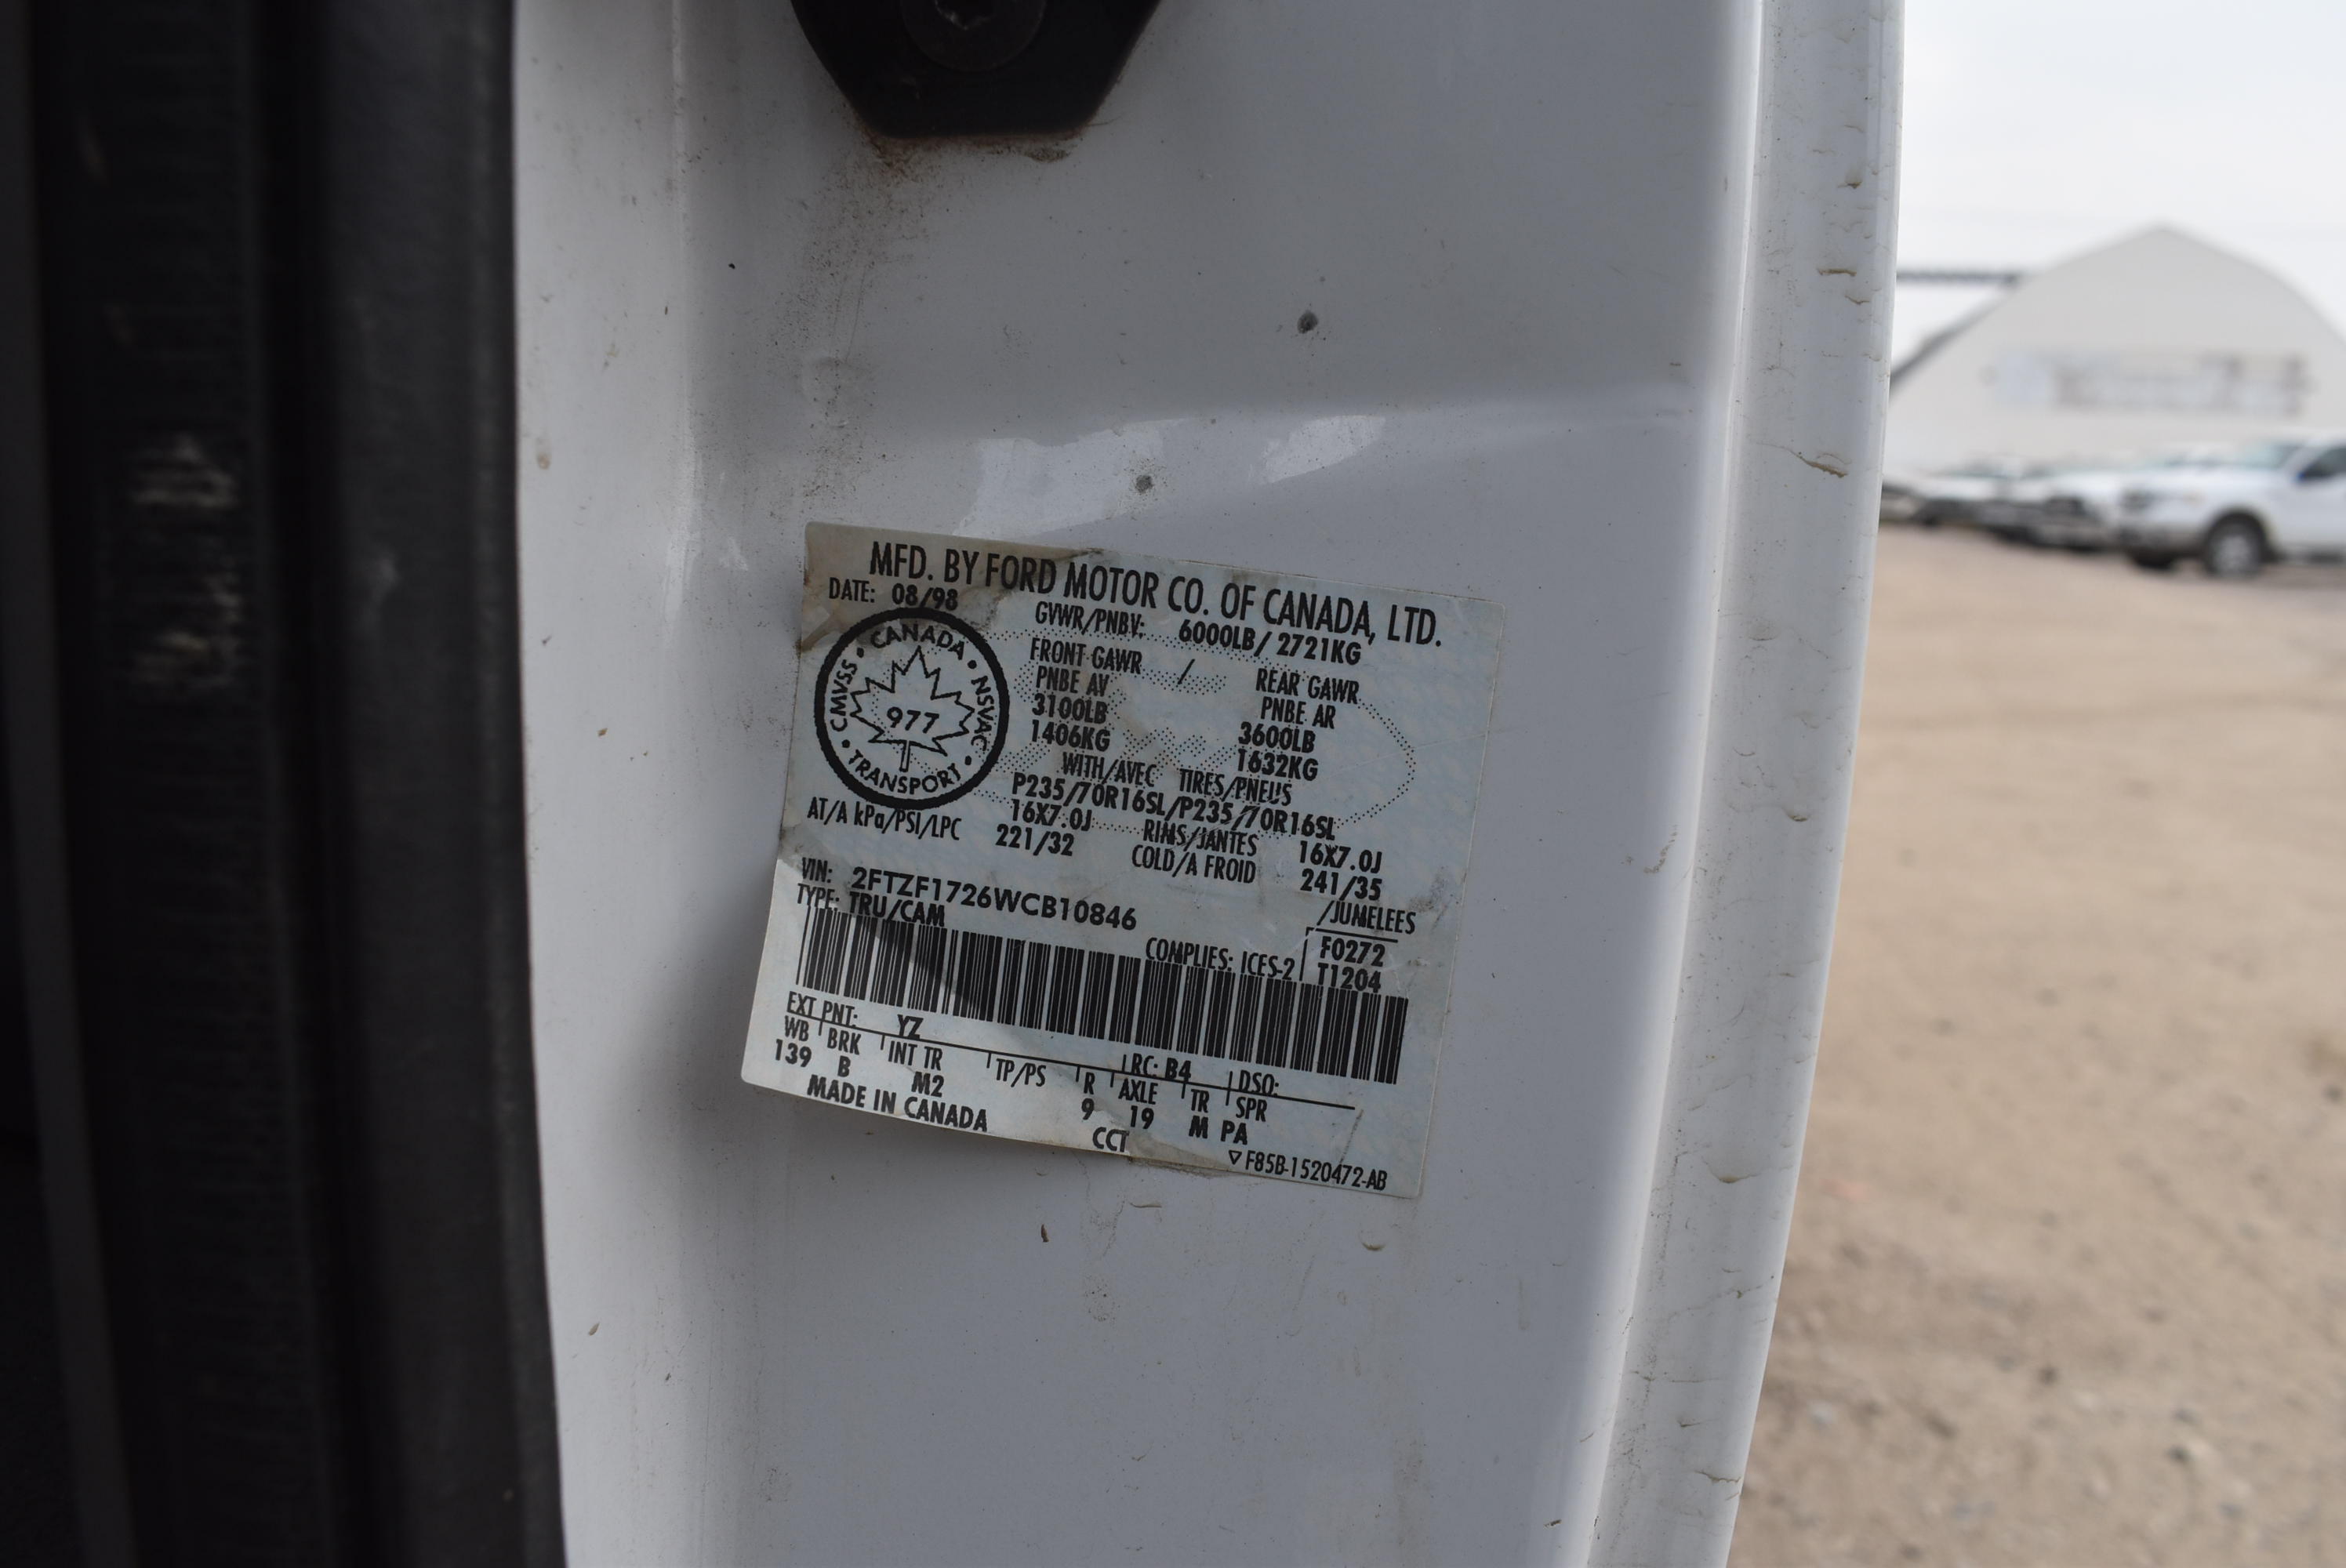 MFD. BY FORD MOTOR CO. OF CANADA, LTD.
DATE: 08/98
GVWR/PNBV: 6000LB/ 2721KG
CANADA • NSVAC • TRANSPORT • CMVSS •
977
FRONT GAWR / REAR GAWR
PNBE AV PNBE AR
3100LB 3600LB
1406KG 1632KG
WITH/AVEC TIRES/PNEUS
P235/70R16SL/P235/70R16SL
16X7.0J RIMS/JANTES 16X7.0J
AT/A kPa/PSI/LPC 221/32 COLD/A FROID 241/35
VIN: 2FTZF1726WCB10846
TYPE: TRU/CAM /JUMELEES
COMPLIES: ICES-2 F0272
T1204
EXT PNT: YZ RC: B4 DSO:
WB BRK INT TR TP/PS R AXLE TR SPR
139 B M2 9 19 M PA
MADE IN CANADA CCT
▽ F85B-1520472-AB